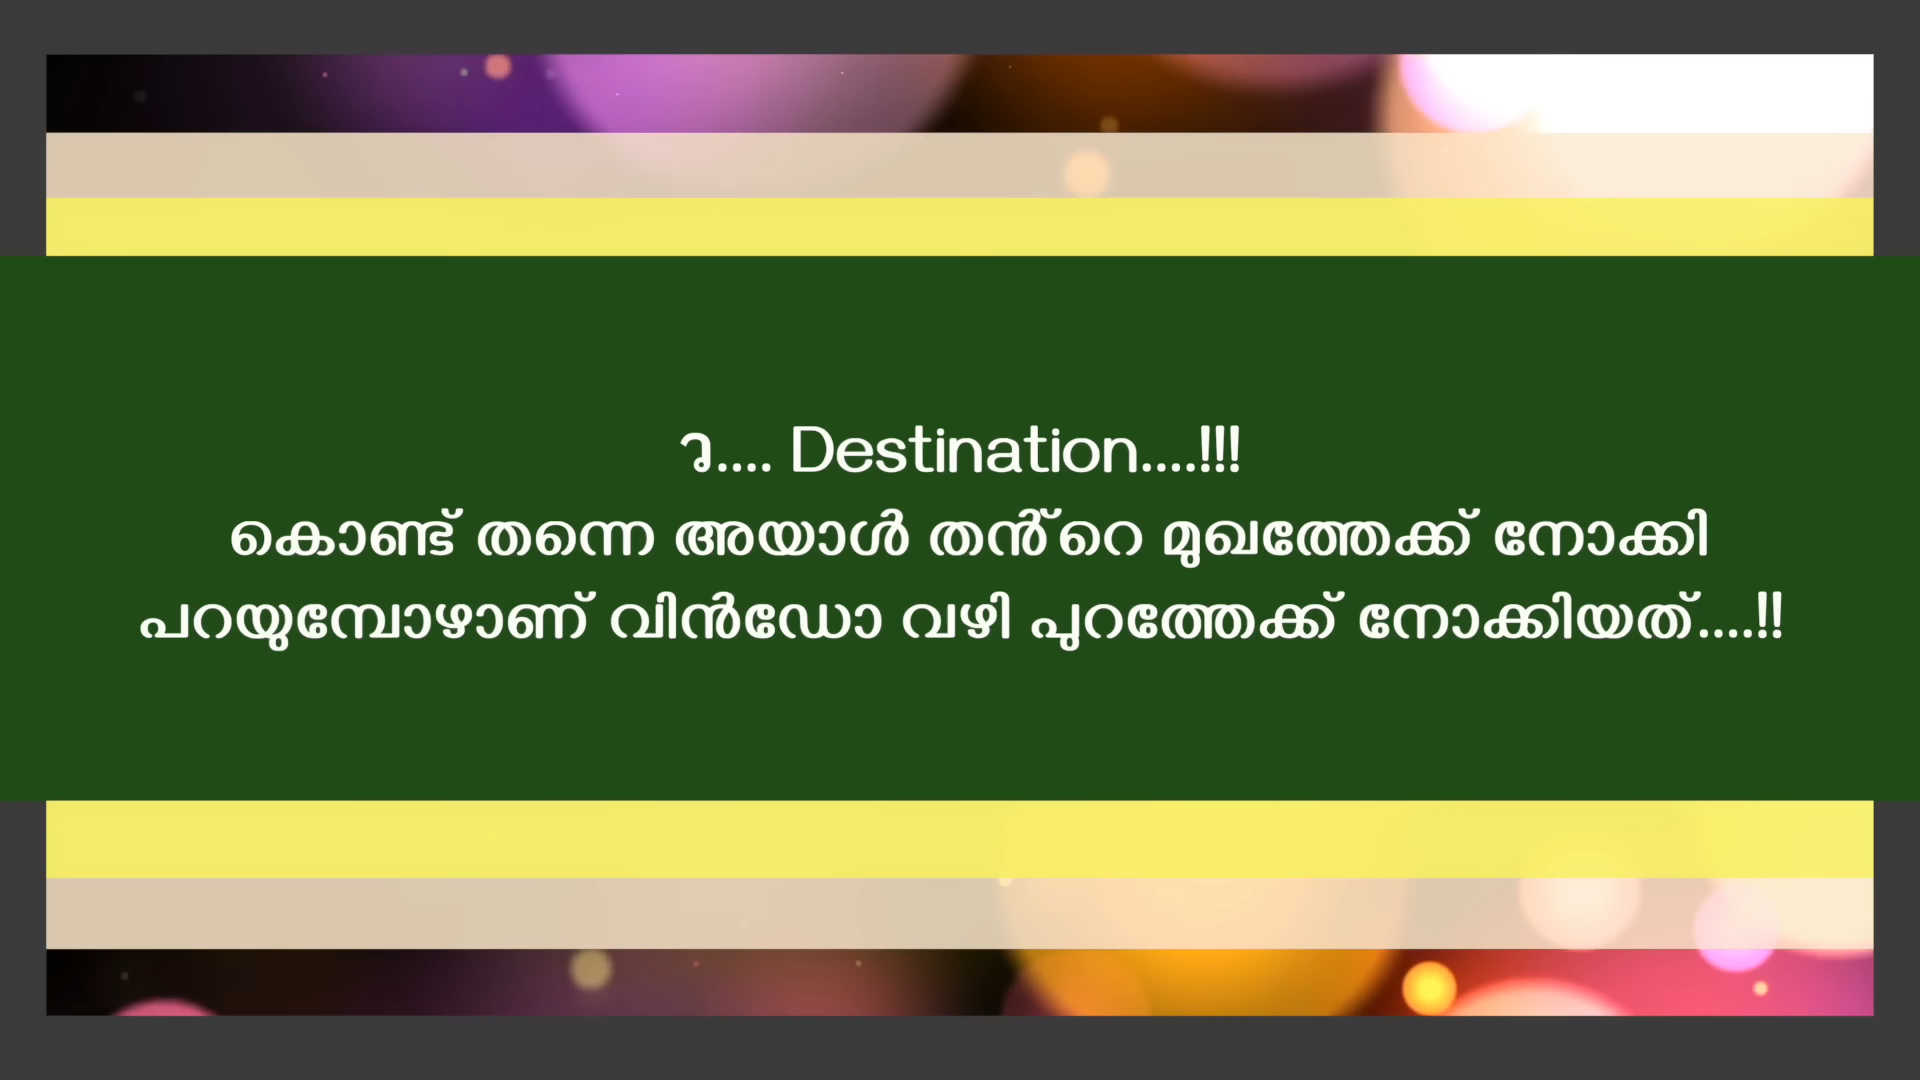 ൂ.... Destination....!!!
കൊണ്ട് തന്നെ അയാൾ തൻ്റെ മുഖത്തേക്ക് നോക്കി
പറയുമ്പോഴാണ് വിൻഡോ വഴി പുറത്തേക്ക് നോക്കിയത്....!!